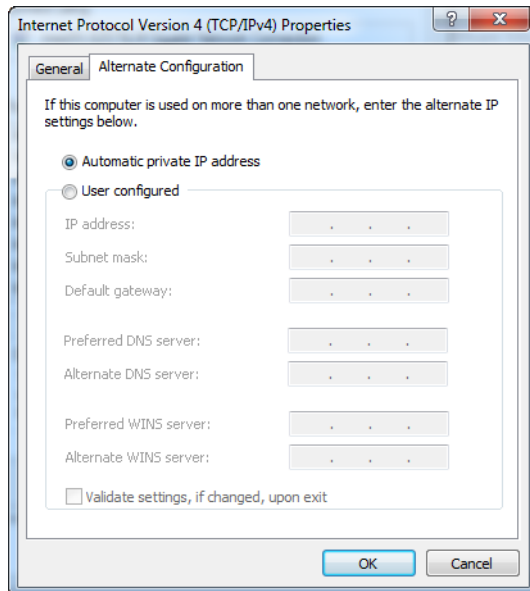 Internet Protocol Version 4 (TCP/IPv4) Properties
?
General
Alternate Configuration
If this computer is used on more than one network, enter the alternate IP
settings below.
Automatic private IP address
User configured
IP address:
. . .
Subnet mask:
. . .
Default gateway:
. . .
Preferred DNS server:
. . .
Alternate DNS server:
. . .
Preferred WINS server:
. . .
Alternate WINS server:
. . .
Validate settings, if changed, upon exit
OK
Cancel